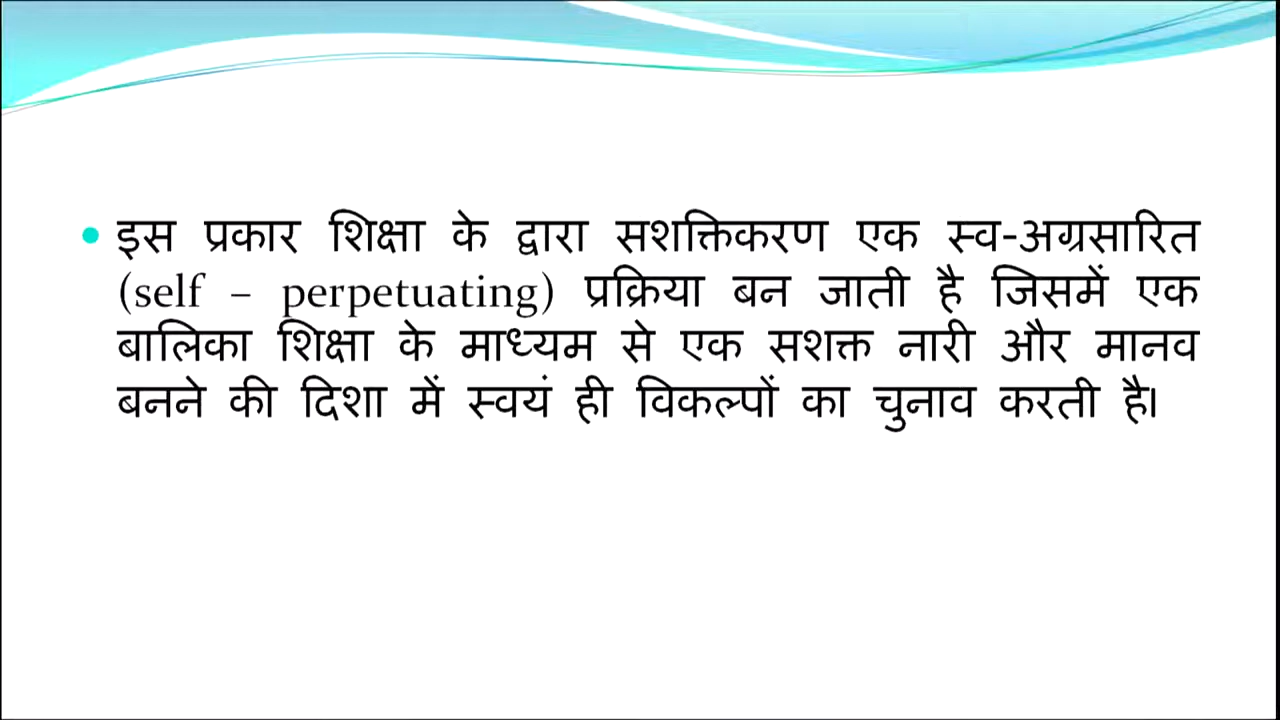 इस प्रकार शिक्षा के द्वारा सशक्तिकरण एक स्व-अग्रसारित
(self – perpetuating) प्रक्रिया बन जाती है जिसमें एक
बालिका शिक्षा के माध्यम से एक सशक्त नारी और मानव
बनने की दिशा में स्वयं ही विकल्पों का चुनाव करती है।